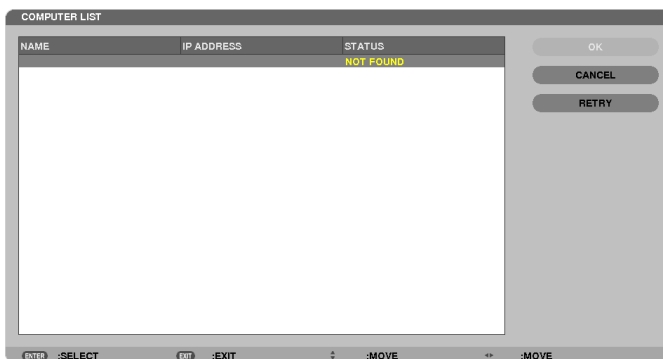 COMPUTER LIST
NAME IP ADDRESS STATUS
NOT FOUND
OK
CANCEL
RETRY
ENTER :SELECT EXIT :EXIT :MOVE :MOVE